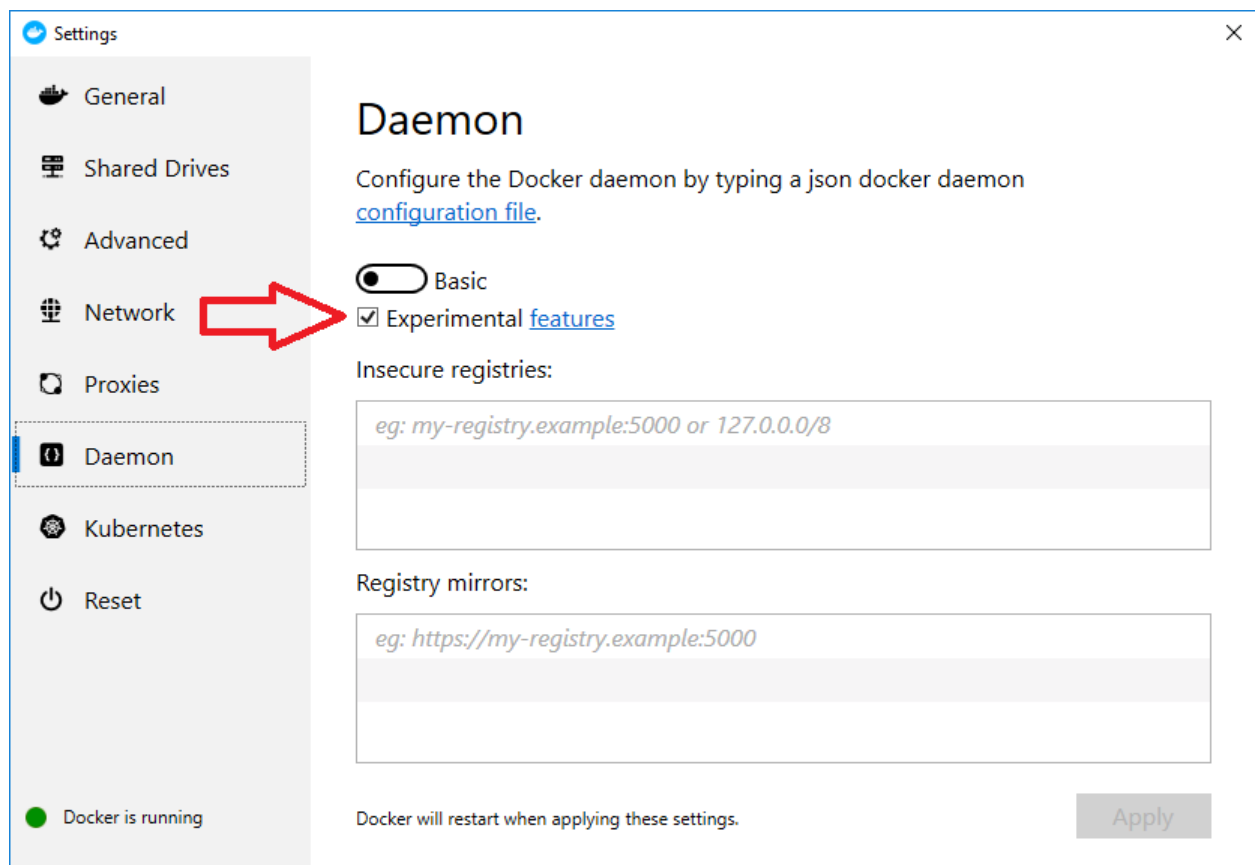 Settings
General
Shared Drives
Advanced
Network
Proxies
Daemon
Kubernetes
Reset
Docker is running
Daemon
Configure the Docker daemon by typing a json docker daemon
configuration file.
Basic
Experimental features
Insecure registries:
eg: my-registry.example:5000 or 127.0.0.0/8
Registry mirrors:
eg: https://my-registry.example:5000
Docker will restart when applying these settings.
Apply